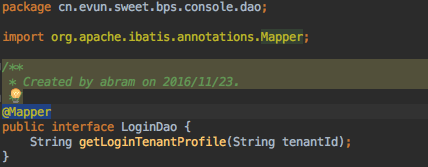 package cn.evun.sweet.bps.console.dao;
import org.apache.ibatis.annotations.Mapper;
/**
* Created by abram on 2016/11/23.
@Mapper
public interface LoginDao {
String getLoginTenantProfile(String tenantId);
}